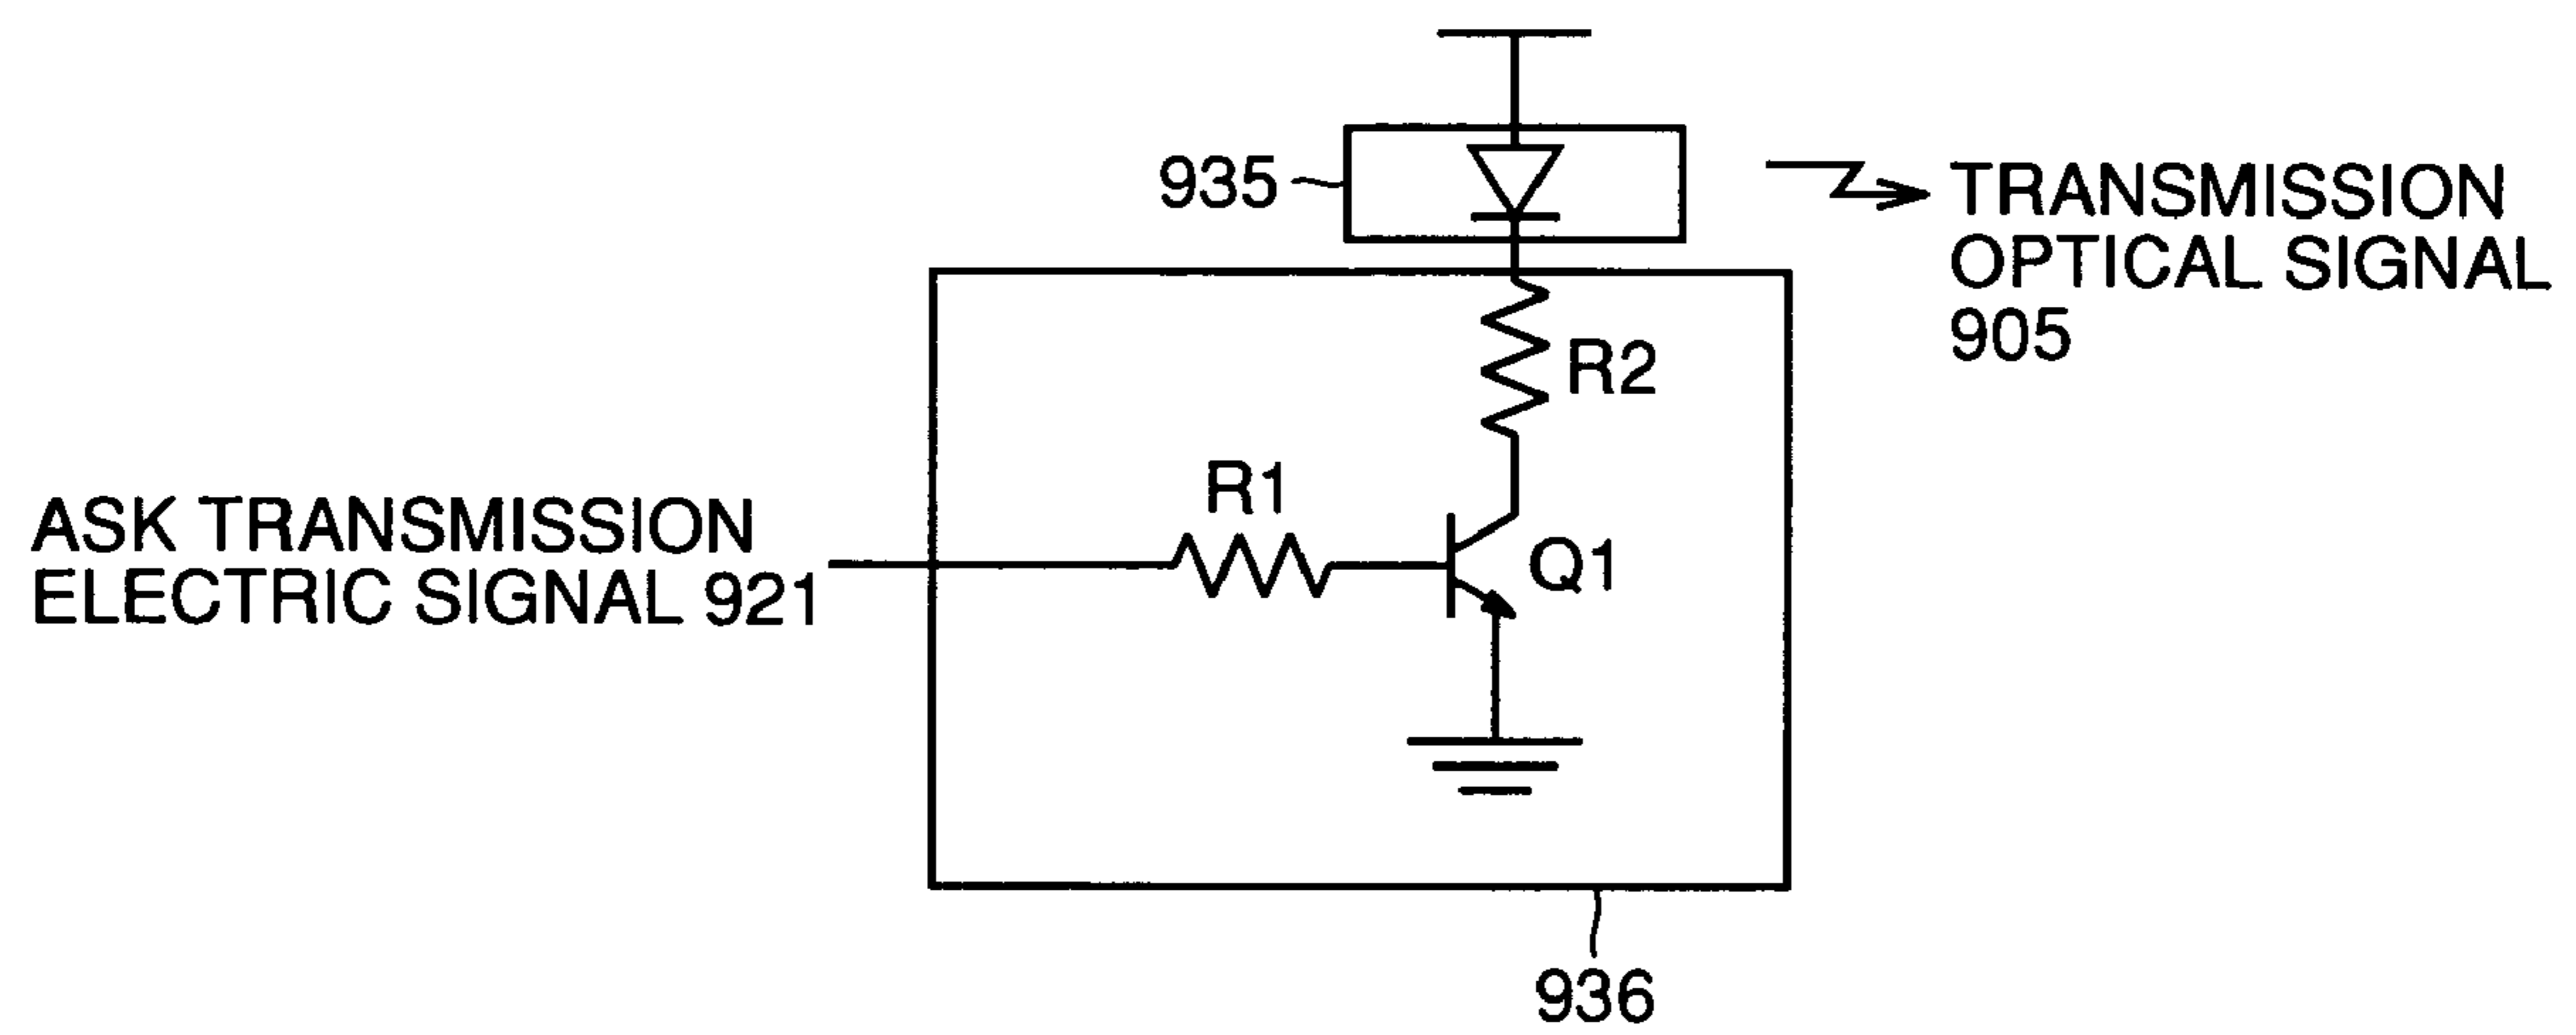 935
TRANSMISSION
OPTICAL SIGNAL
905
R2
R1
ASK TRANSMISSION
ELECTRIC SIGNAL 921
Q1
936